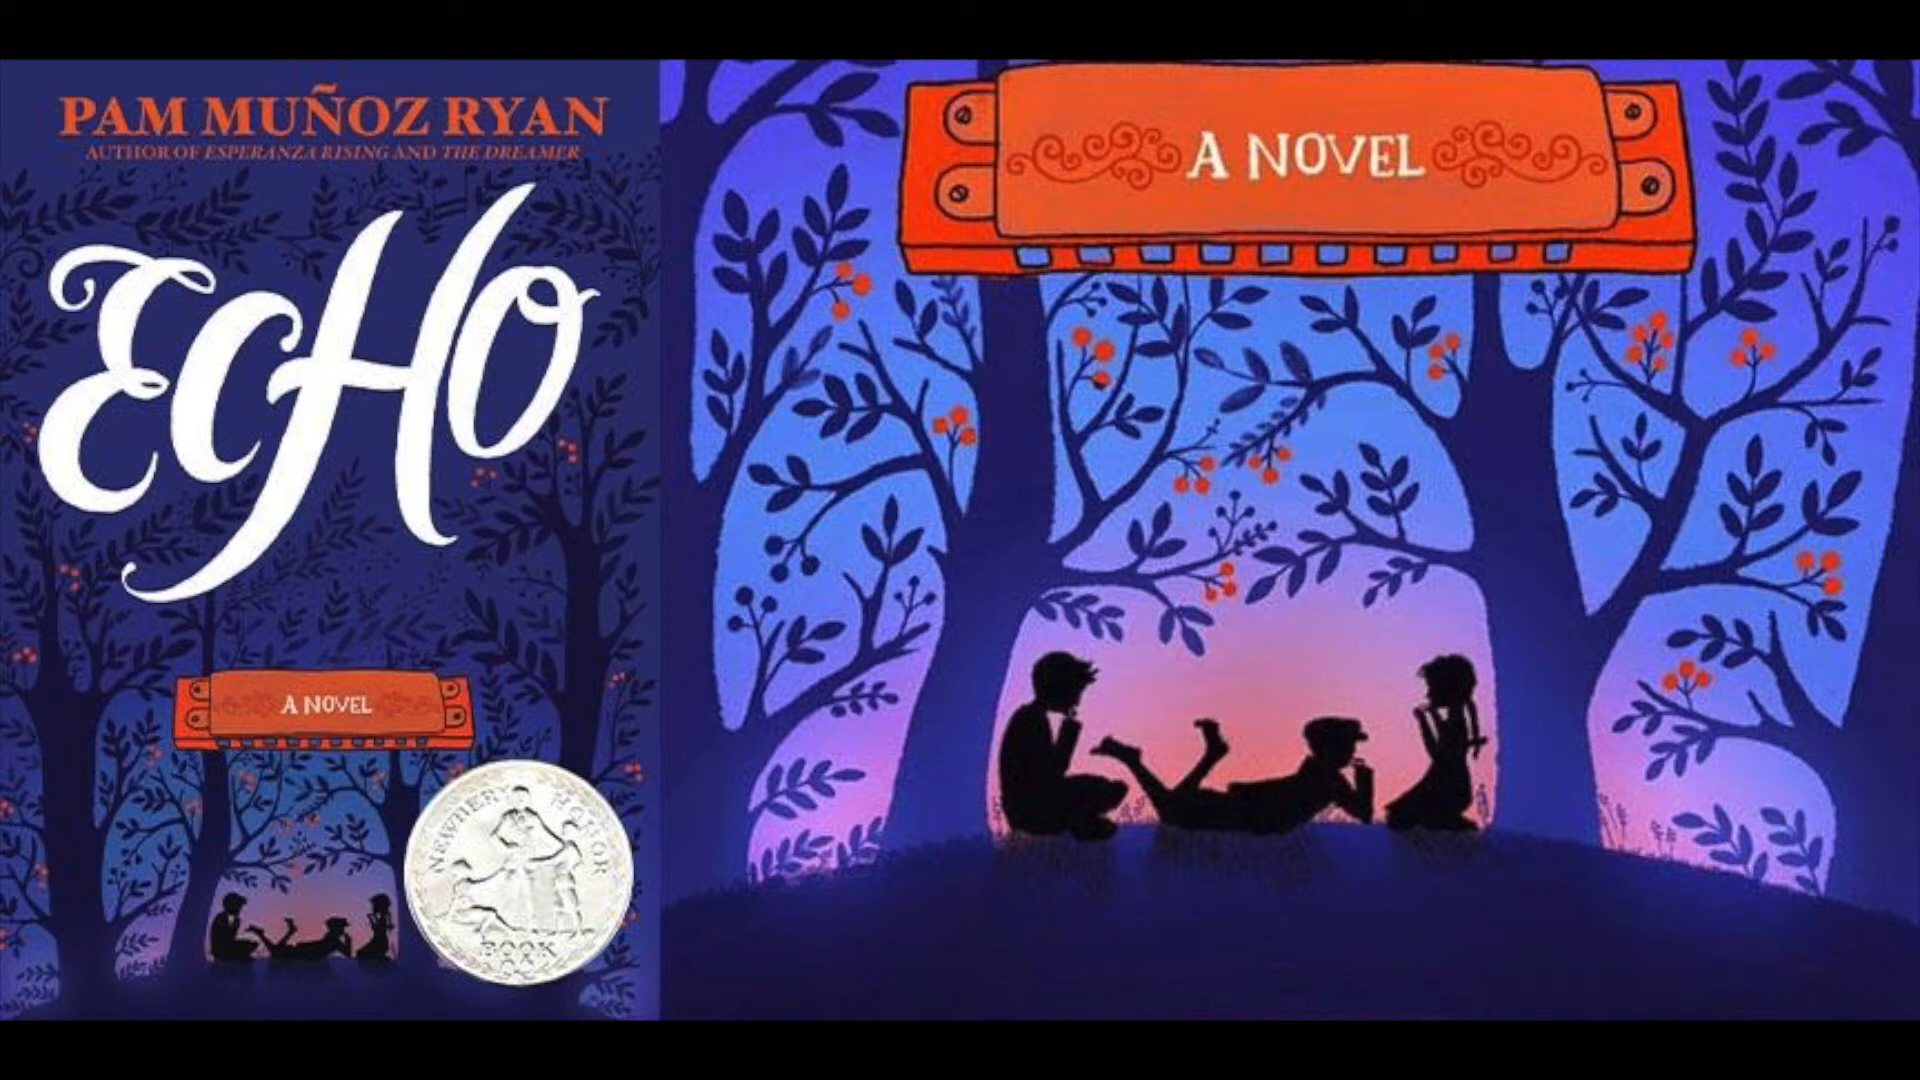 PAM MUÑOZ RYAN
AUTHOR OF ESPERANZA RISING AND THE DREAMER
ECHO
A NOVEL
NEWBERY HONOR
BOOK
A NOVEL